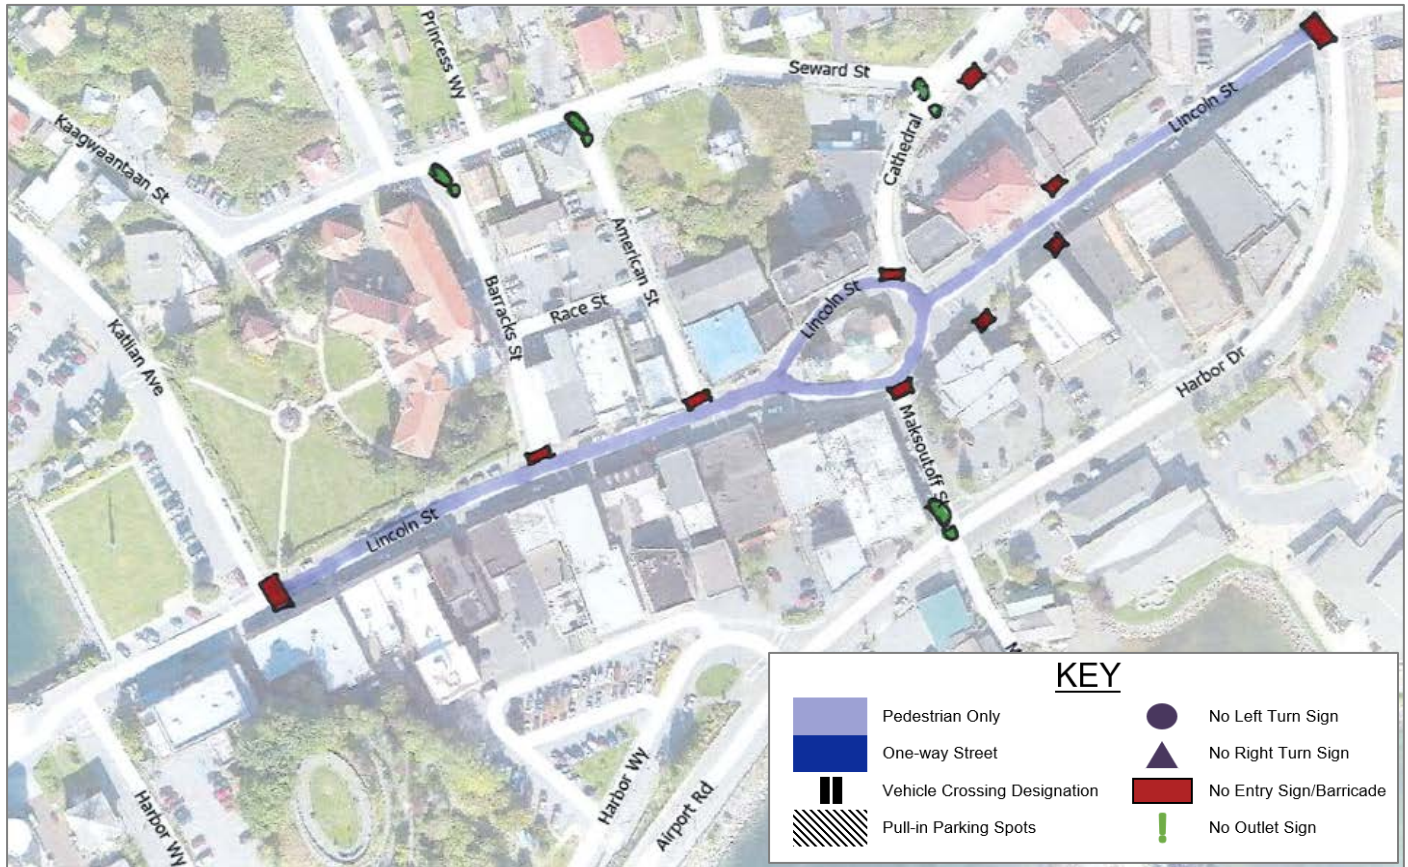 Princess Wy
Seward St
Lincoln St
Kaagwaantaan St
Cathedral
American St
Barracks St
Race St
Lincoln St
Katlian Ave
Harbor Dr
Maksoutoff St
Lincoln St
M
Harbor Wy
Harbor Wy
Airport Rd
KEY
Pedestrian Only
No Left Turn Sign
One-way Street
No Right Turn Sign
Vehicle Crossing Designation
No Entry Sign/Barricade
Pull-in Parking Spots
No Outlet Sign